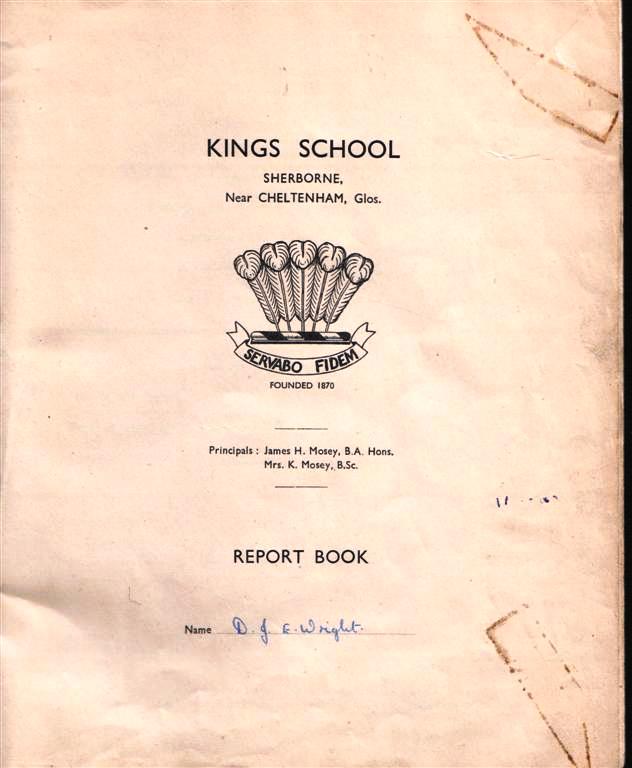 KINGS SCHOOL
SHERBORNE,
Near CHELTENHAM, Glos.
SERVABO FIDEM
FOUNDED 1870
Principals : James H. Mosey, B.A. Hons.
Mrs. K. Mosey, B.Sc.
REPORT BOOK
Name D. J. E. Wright.